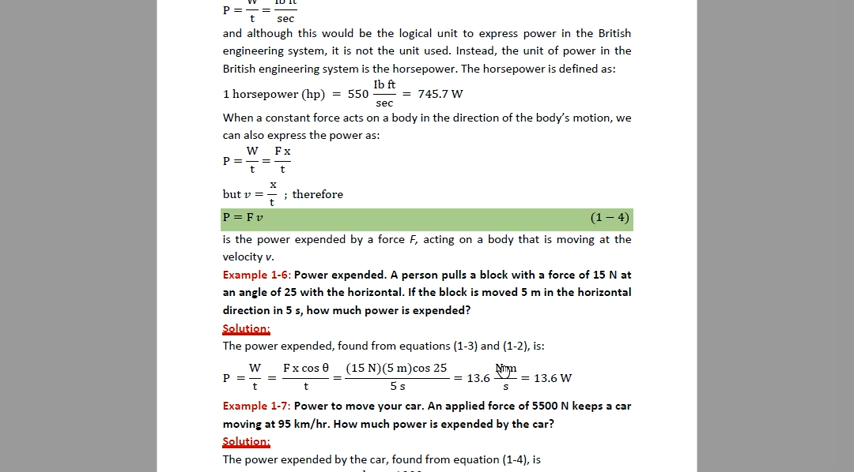 P = W/t = lb ft/sec
and although this would be the logical unit to express power in the British
engineering system, it is not the unit used. Instead, the unit of power in the
British engineering system is the horsepower. The horsepower is defined as:
1 horsepower (hp) = 550 Ib ft/sec = 745.7 W
When a constant force acts on a body in the direction of the body's motion, we
can also express the power as:
P = W/t = F x/t
but v = x/t ; therefore
P = F v (1 – 4)
is the power expended by a force F, acting on a body that is moving at the
velocity v.
Example 1-6: Power expended. A person pulls a block with a force of 15 N at
an angle of 25 with the horizontal. If the block is moved 5 m in the horizontal
direction in 5 s, how much power is expended?
Solution:
The power expended, found from equations (1-3) and (1-2), is:
P = W/t = F x cos θ/t = (15 N)(5 m)cos 25/5 s = 13.6 N m/s = 13.6 W
Example 1-7: Power to move your car. An applied force of 5500 N keeps a car
moving at 95 km/hr. How much power is expended by the car?
Solution:
The power expended by the car, found from equation (1-4), is